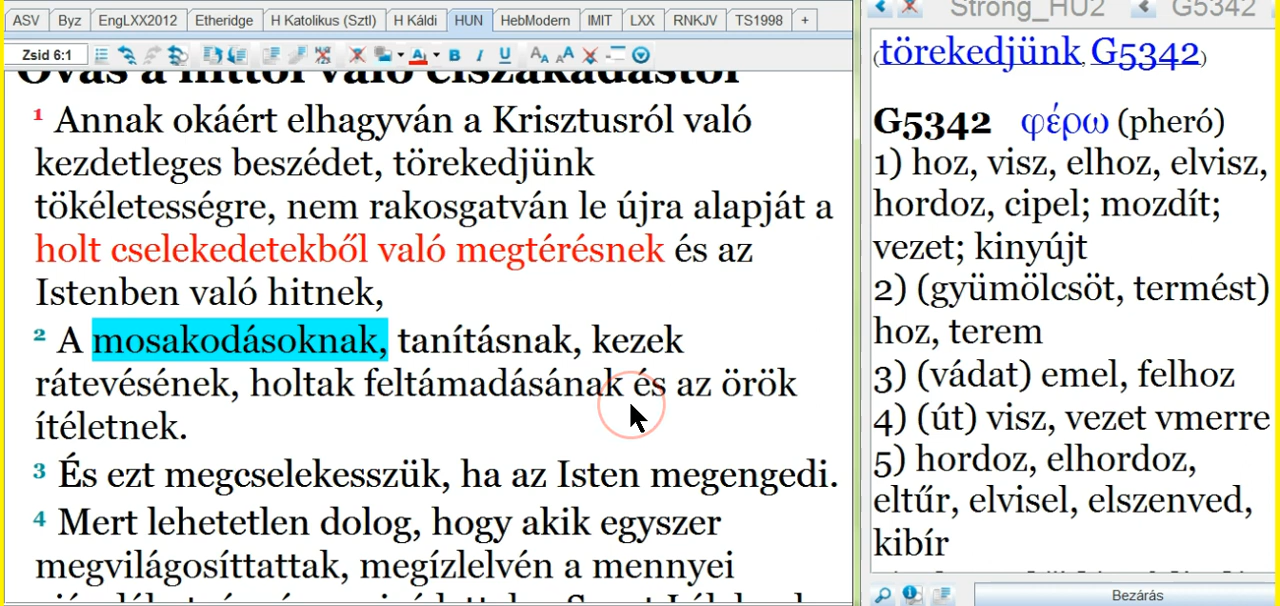 ASV Byz EngLXX2012 Etheridge H Katolikus (Sztl) H Káldi HUN HebModern IMIT LXX RNKJV TS1998 +
Zsid 6:1
Óvás a hittől való elszakadástól
1 Annak okáért elhagyván a Krisztusról való
kezdetleges beszédet, törekedjünk
tökéletességre, nem rakosgatván le újra alapját a
holt cselekedetekből való megtérésnek és az
Istenben való hitnek,
2 A mosakodásoknak, tanításnak, kezek
rátevésének, holtak feltámadásának és az örök
ítéletnek.
3 És ezt megcselekesszük, ha az Isten megengedi.
4 Mert lehetetlen dolog, hogy akik egyszer
megvilágosíttattak, megízlelvén a mennyei
Strong_HU2 G5342
(törekedjünk, G5342)
G5342 φέρω (pheró)
1) hoz, visz, elhoz, elvisz,
hordoz, cipel; mozdít;
vezet; kinyújt
2) (gyümölcsöt, termést)
hoz, terem
3) (vádat) emel, felhoz
4) (út) visz, vezet vmerre
5) hordoz, elhordoz,
eltűr, elvisel, elszenved,
kibír
Bezárás